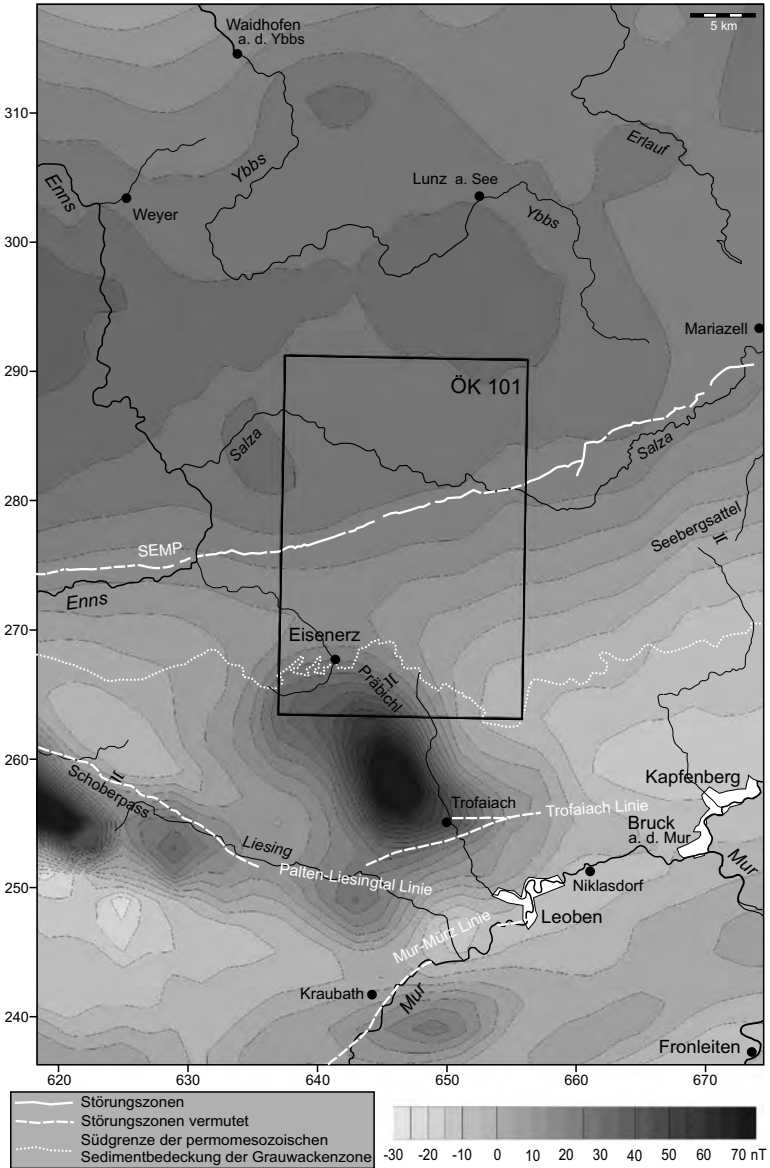 5 km
Waidhofen
a. d. Ybbs
310
Erlauf
Ybbs
Enns
Lunz a. See
Weyer
Ybbs
300
Mariazell
290
ÖK 101
Salza
Salza
280
Seebergsattel
SEMP
Enns
270
Eisenerz
Präbichl
260
Schoberpass
Kapfenberg
Trofaiach
Trofaiach Linie
Bruck
a. d. Mur
Liesing
Mur
Palten-Liesingtal Linie
250
Niklasdorf
Leoben
Mur-Mürz Linie
Kraubath
Mur
240
Fronleiten
620 630 640 650 660 670
Störungszonen
Störungszonen vermutet
Südgrenze der permomesozoischen
Sedimentbedeckung der Grauwackenzone
-30 -20 -10 0 10 20 30 40 50 60 70 nT